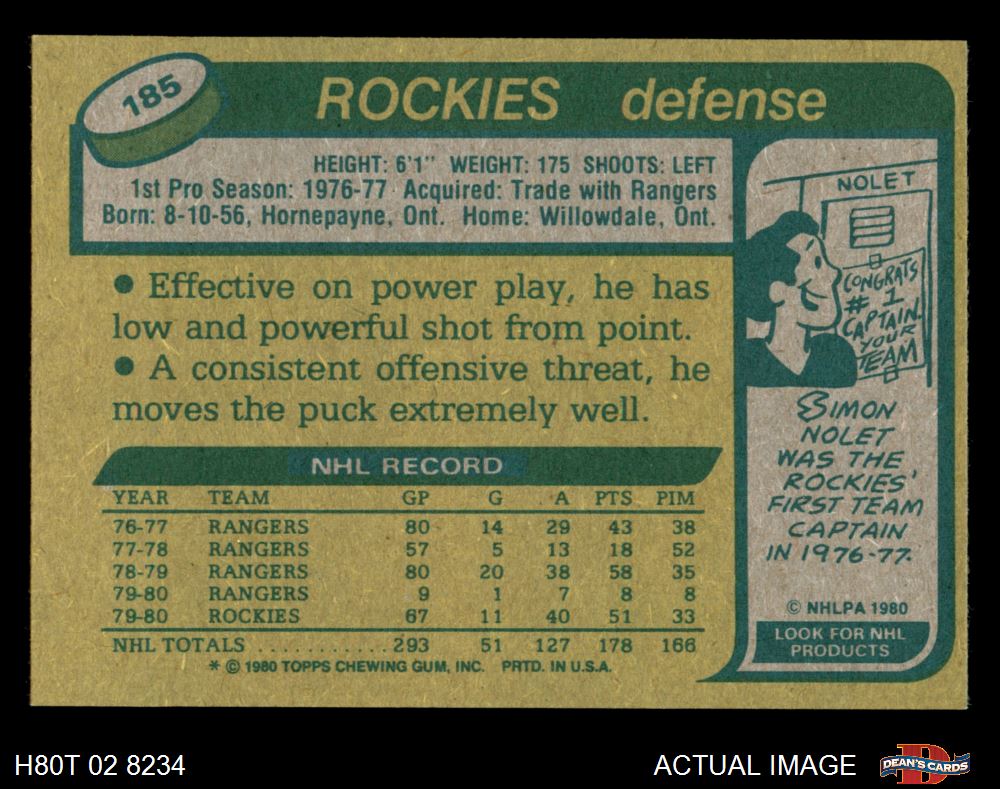 185
ROCKIES defense
HEIGHT: 6'1" WEIGHT: 175 SHOOTS: LEFT
1st Pro Season: 1976-77 Acquired: Trade with Rangers
Born: 8-10-56, Hornepayne, Ont. Home: Willowdale, Ont.
• Effective on power play, he has
low and powerful shot from point.
• A consistent offensive threat, he
moves the puck extremely well.
NHL RECORD
YEAR TEAM GP G A PTS PIM
76-77 RANGERS 80 14 29 43 38
77-78 RANGERS 57 5 13 18 52
78-79 RANGERS 80 20 38 58 35
79-80 RANGERS 9 1 7 8 8
79-80 ROCKIES 67 11 40 51 33
NHL TOTALS ........... 293 51 127 178 166
* © 1980 TOPPS CHEWING GUM, INC. PRTD. IN U.S.A.
NOLET
CONGRATS
# 1
CAPTAIN.
YOUR
TEAM
SIMON
NOLET
WAS THE
ROCKIES'
FIRST TEAM
CAPTAIN
IN 1976-77.
© NHLPA 1980
LOOK FOR NHL
PRODUCTS
H80T 02 8234
ACTUAL IMAGE
D
DEAN'S CARDS